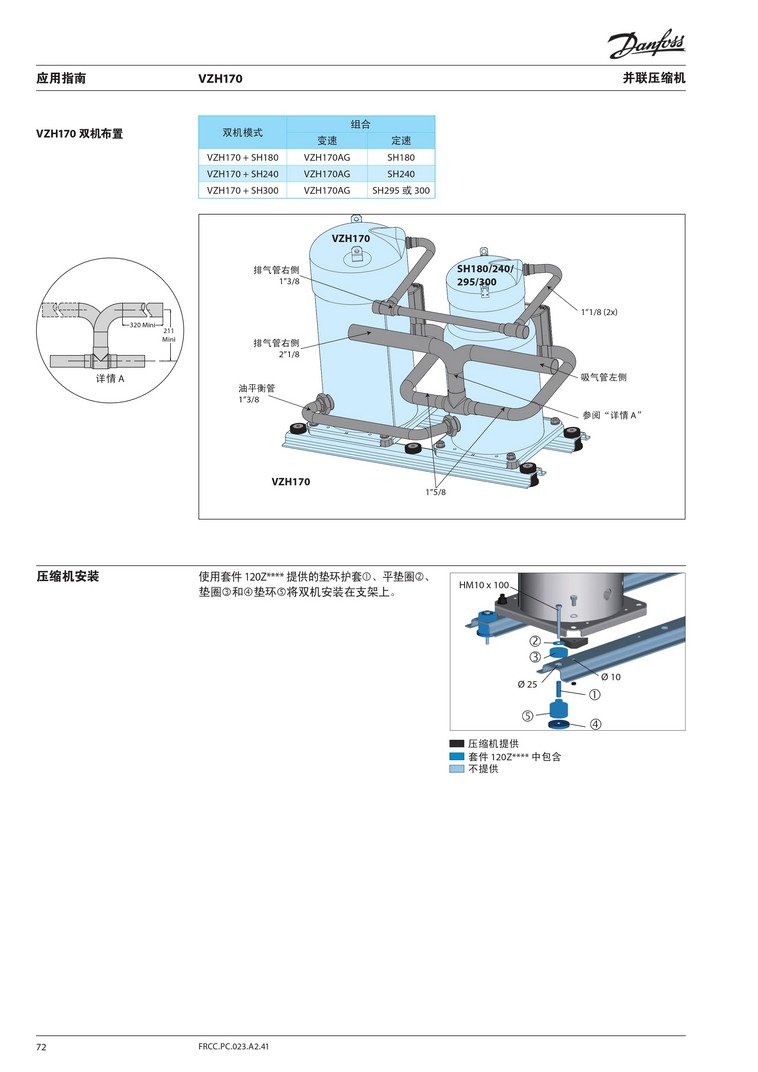 Danfoss
应用指南 VZH170 并联压缩机
VZH170 双机布置
双机模式 组合
变速 定速
VZH170 + SH180 VZH170AG SH180
VZH170 + SH240 VZH170AG SH240
VZH170 + SH300 VZH170AG SH295 或 300
VZH170
SH180/240/
295/300
排气管右侧
1"3/8
1"1/8 (2x)
排气管右侧
2"1/8
吸气管左侧
油平衡管
1"3/8
参阅“详情 A”
1"5/8
VZH170
320 Mini
211
Mini
详情 A
压缩机安装
使用套件 120Z**** 提供的垫环护套①、平垫圈②、
垫圈③和④垫环⑤将双机安装在支架上。
HM10 x 100
②
③
Ø 25
Ø 10
①
⑤
④
压缩机提供
套件 120Z**** 中包含
不提供
72 FRCC.PC.023.A2.41